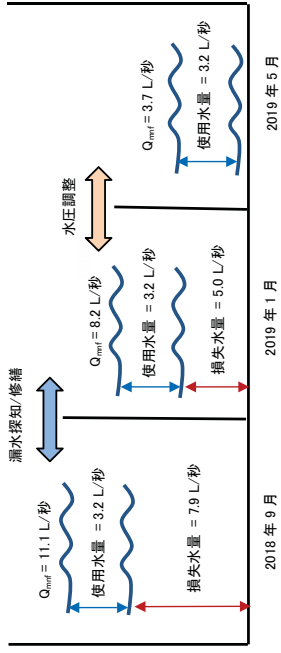 漏水探知/修繕
水圧調整
Qmnf = 11.1 L/秒
使用水量 = 3.2 L/秒
損失水量 = 7.9 L/秒
2018 年 9 月
Qmnf = 8.2 L/秒
使用水量 = 3.2 L/秒
損失水量 = 5.0 L/秒
2019 年 1 月
Qmnf = 3.7 L/秒
使用水量 = 3.2 L/秒
2019 年 5 月